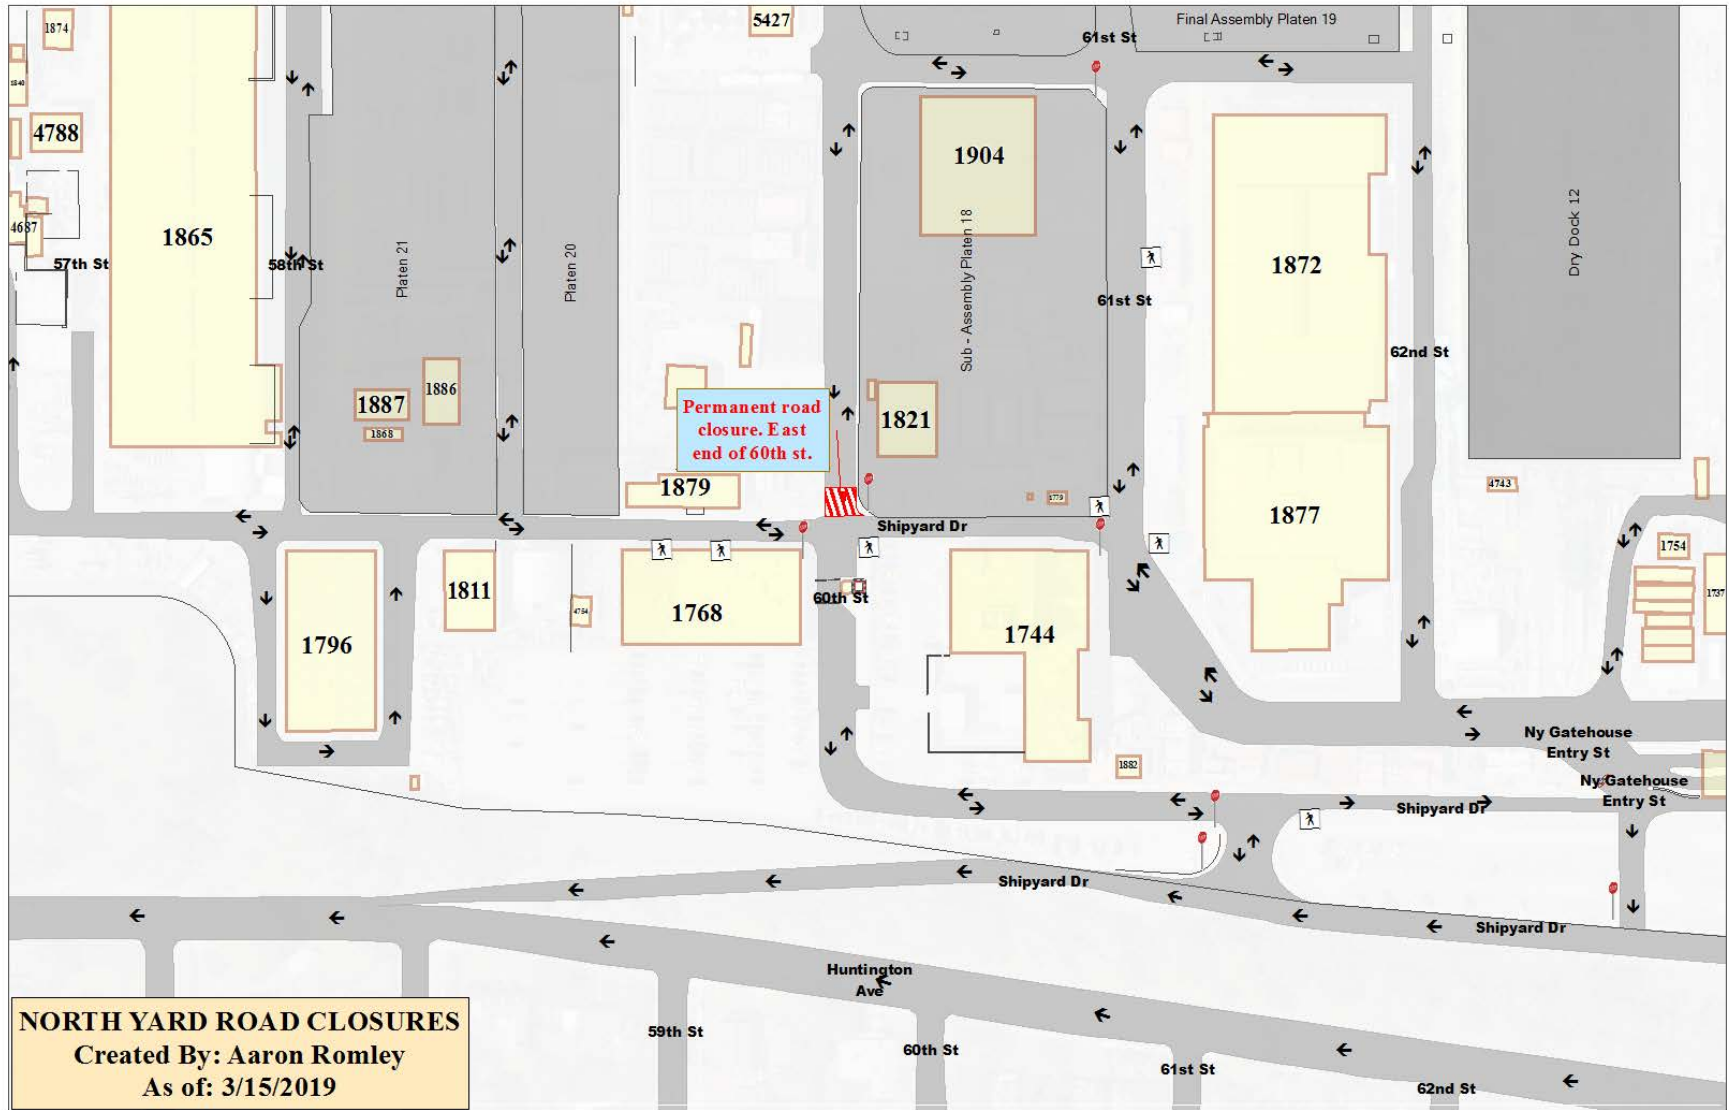 1874
5427
Final Assembly Platen 19
61st St
1840
4788
1904
1865
4687
57th St
58th St
Platen 21
Platen 20
Sub - Assembly Platen 18
61st St
1872
62nd St
Dry Dock 12
1887
1886
1868
Permanent road
closure. East
end of 60th st.
1821
1879
1779
Shipyard Dr
1877
4743
1754
1737
1796
1811
4754
1768
60th St
1744
1882
Ny Gatehouse
Entry St
Ny Gatehouse
Entry St
Shipyard Dr
Shipyard Dr
Shipyard Dr
Huntington
Ave
59th St
60th St
61st St
62nd St
NORTH YARD ROAD CLOSURES
Created By: Aaron Romley
As of: 3/15/2019